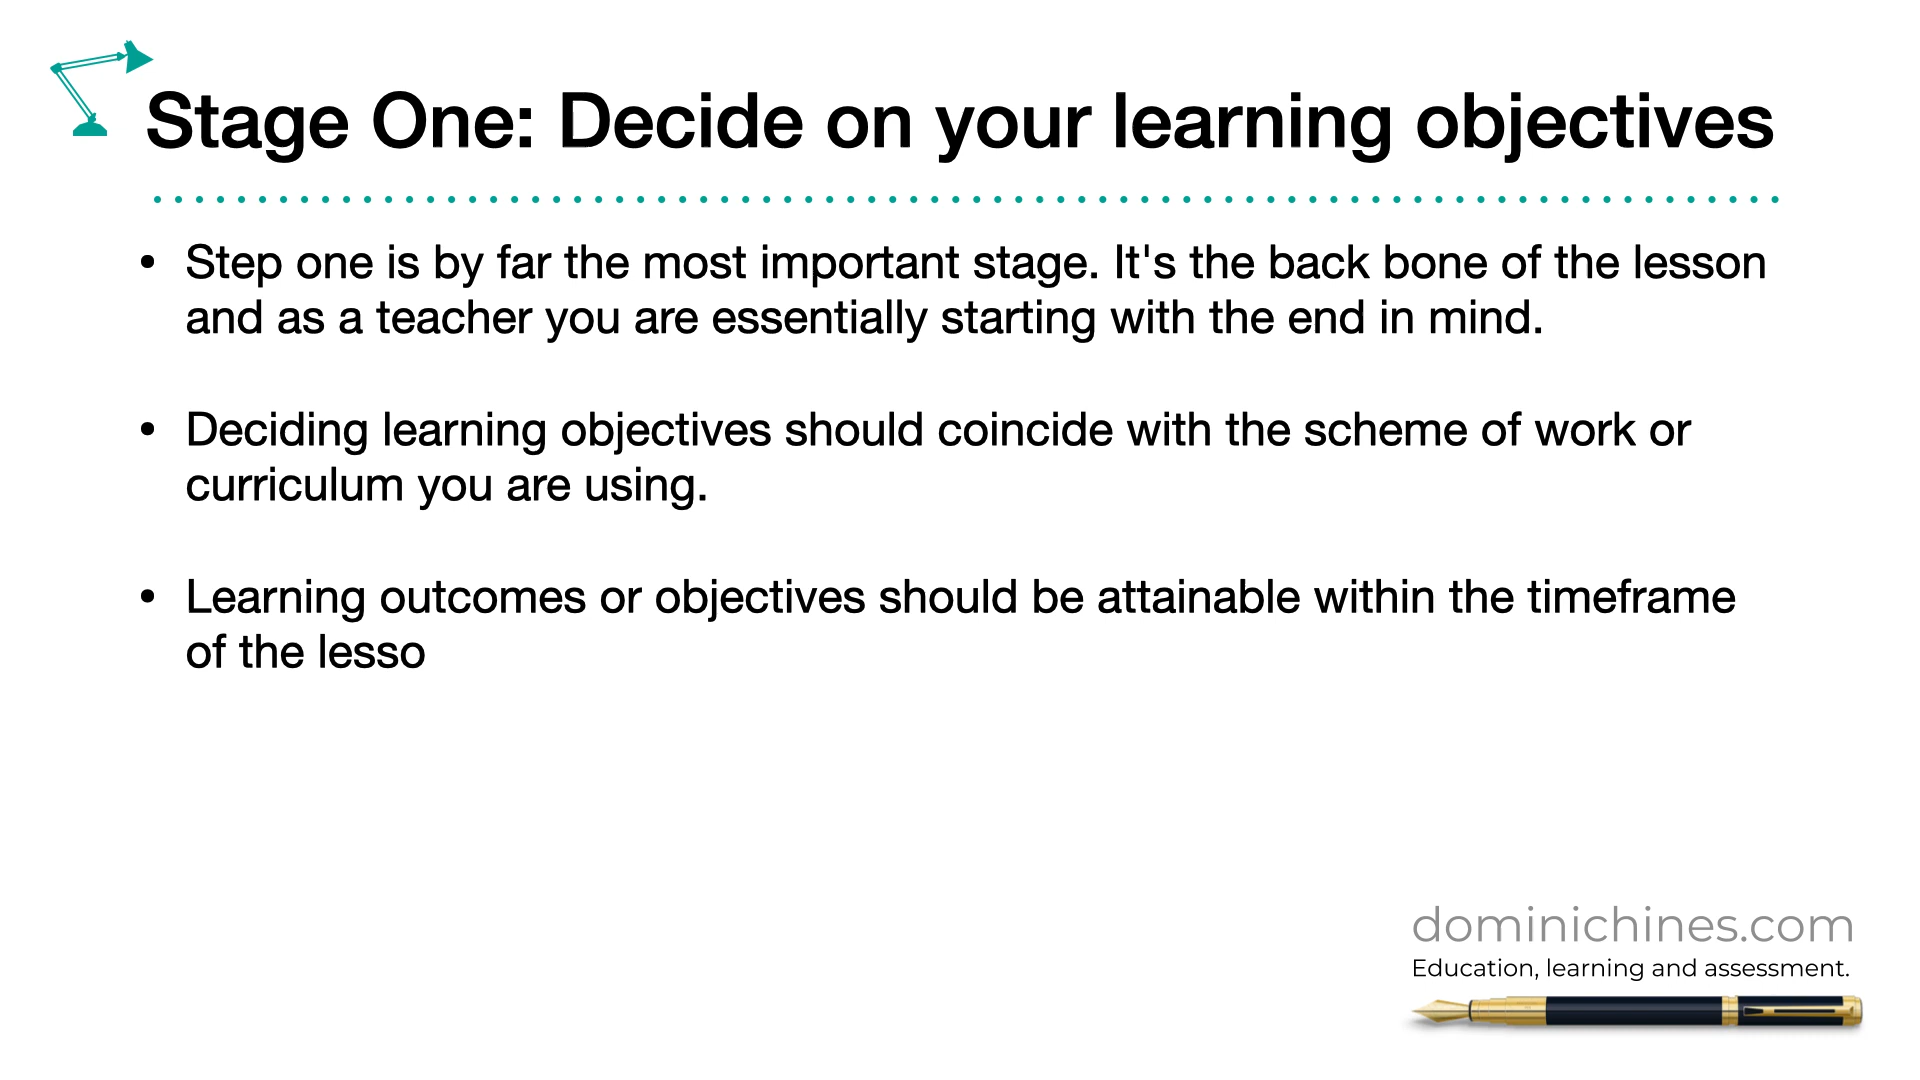 Stage One: Decide on your learning objectives
• Step one is by far the most important stage. It's the back bone of the lesson
and as a teacher you are essentially starting with the end in mind.
• Deciding learning objectives should coincide with the scheme of work or
curriculum you are using.
• Learning outcomes or objectives should be attainable within the timeframe
of the lesso
dominichines.com
Education, learning and assessment.